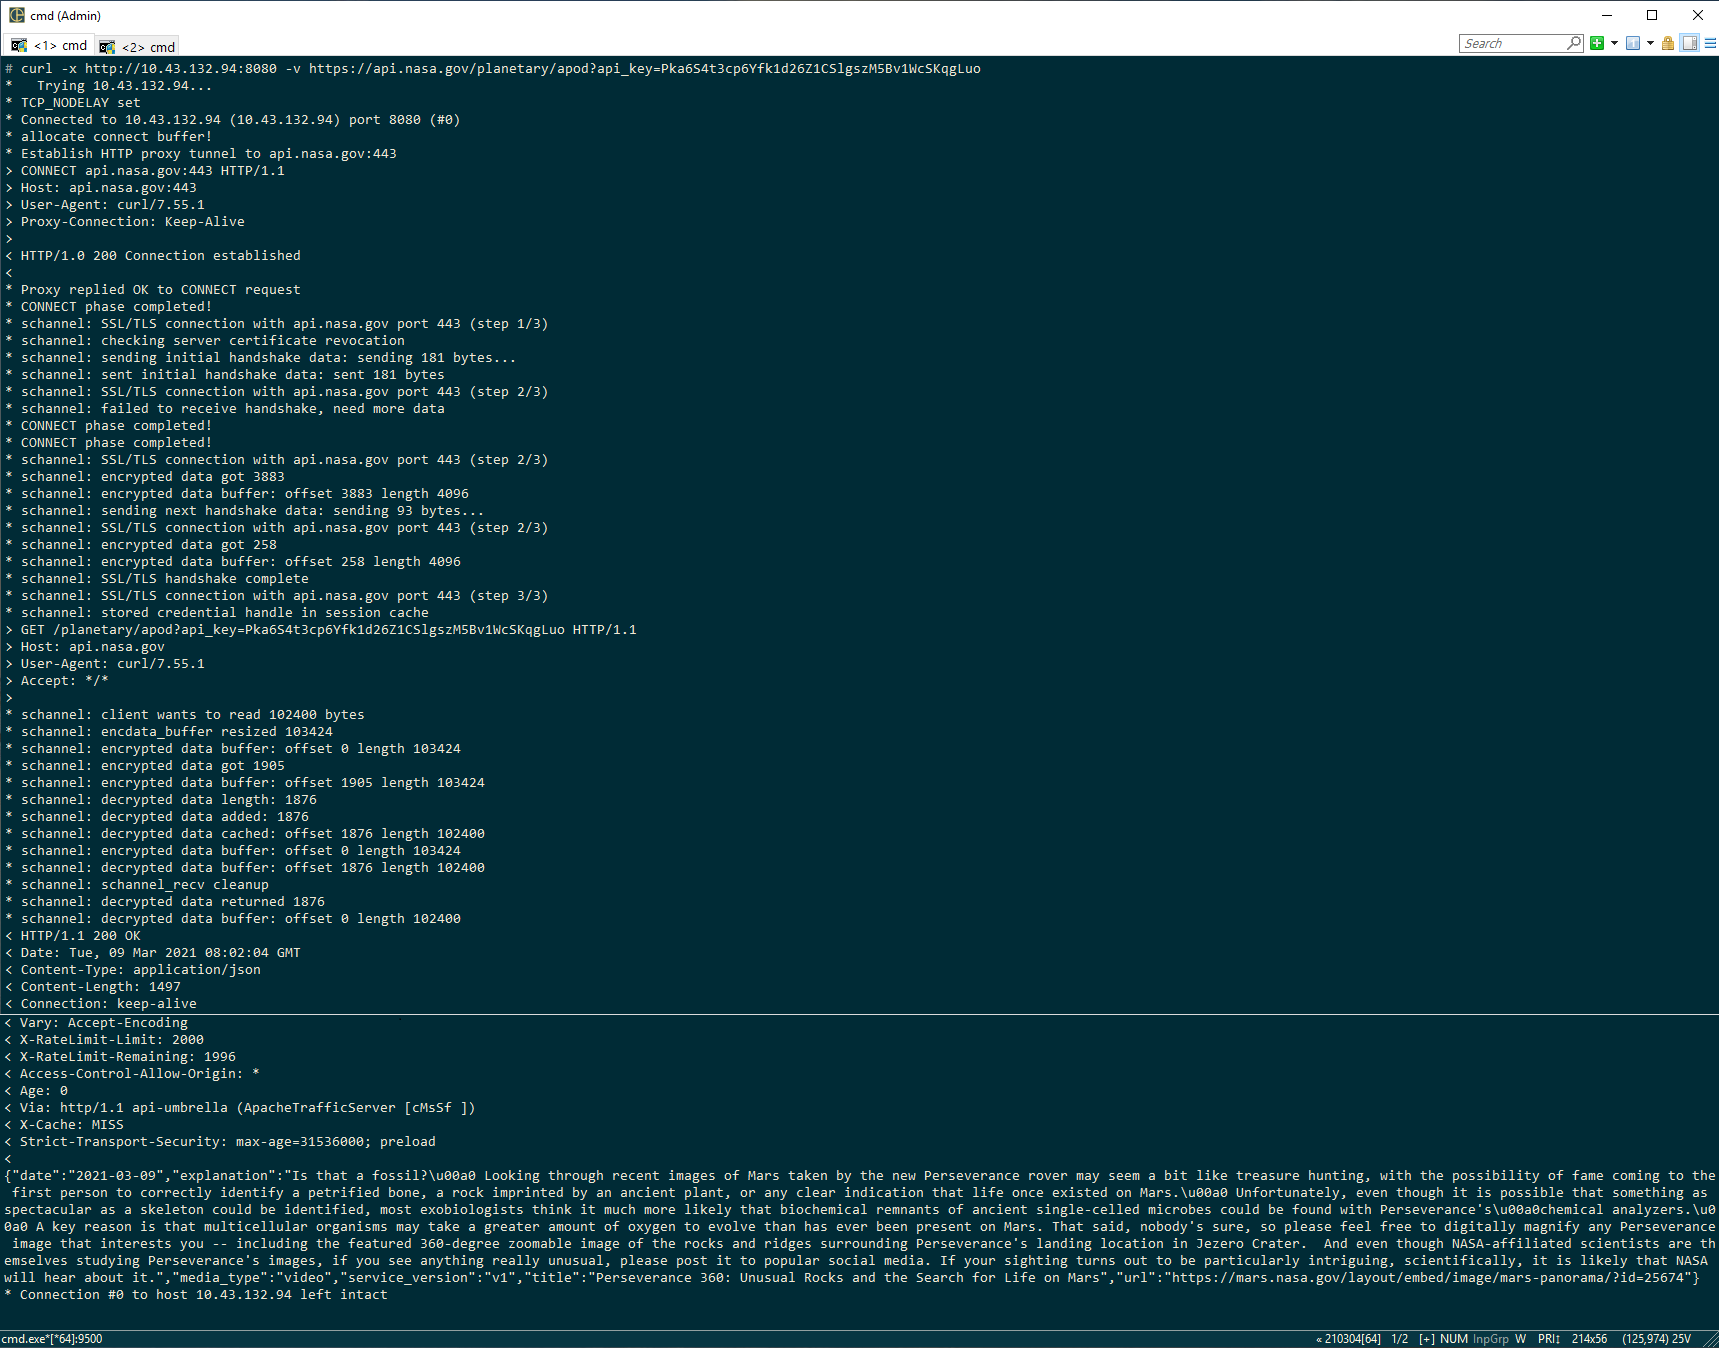 cmd (Admin)
<1> cmd
<2> cmd
Search
# curl -x http://10.43.132.94:8080 -v https://api.nasa.gov/planetary/apod?api_key=Pka6S4t3cp6Yfk1d26Z1CSlgszM5Bv1WcSKqgLuo
*   Trying 10.43.132.94...
* TCP_NODELAY set
* Connected to 10.43.132.94 (10.43.132.94) port 8080 (#0)
* allocate connect buffer!
* Establish HTTP proxy tunnel to api.nasa.gov:443
> CONNECT api.nasa.gov:443 HTTP/1.1
> Host: api.nasa.gov:443
> User-Agent: curl/7.55.1
> Proxy-Connection: Keep-Alive
>
< HTTP/1.0 200 Connection established
<
* Proxy replied OK to CONNECT request
* CONNECT phase completed!
* schannel: SSL/TLS connection with api.nasa.gov port 443 (step 1/3)
* schannel: checking server certificate revocation
* schannel: sending initial handshake data: sending 181 bytes...
* schannel: sent initial handshake data: sent 181 bytes
* schannel: SSL/TLS connection with api.nasa.gov port 443 (step 2/3)
* schannel: failed to receive handshake, need more data
* CONNECT phase completed!
* CONNECT phase completed!
* schannel: SSL/TLS connection with api.nasa.gov port 443 (step 2/3)
* schannel: encrypted data got 3883
* schannel: encrypted data buffer: offset 3883 length 4096
* schannel: sending next handshake data: sending 93 bytes...
* schannel: SSL/TLS connection with api.nasa.gov port 443 (step 2/3)
* schannel: encrypted data got 258
* schannel: encrypted data buffer: offset 258 length 4096
* schannel: SSL/TLS handshake complete
* schannel: SSL/TLS connection with api.nasa.gov port 443 (step 3/3)
* schannel: stored credential handle in session cache
> GET /planetary/apod?api_key=Pka6S4t3cp6Yfk1d26Z1CSlgszM5Bv1WcSKqgLuo HTTP/1.1
> Host: api.nasa.gov
> User-Agent: curl/7.55.1
> Accept: */*
>
* schannel: client wants to read 102400 bytes
* schannel: encdata_buffer resized 103424
* schannel: encrypted data buffer: offset 0 length 103424
* schannel: encrypted data got 1905
* schannel: encrypted data buffer: offset 1905 length 103424
* schannel: decrypted data length: 1876
* schannel: decrypted data added: 1876
* schannel: decrypted data cached: offset 1876 length 102400
* schannel: encrypted data buffer: offset 0 length 103424
* schannel: decrypted data buffer: offset 1876 length 102400
* schannel: schannel_recv cleanup
* schannel: decrypted data returned 1876
* schannel: decrypted data buffer: offset 0 length 102400
< HTTP/1.1 200 OK
< Date: Tue, 09 Mar 2021 08:02:04 GMT
< Content-Type: application/json
< Content-Length: 1497
< Connection: keep-alive
< Vary: Accept-Encoding
< X-RateLimit-Limit: 2000
< X-RateLimit-Remaining: 1996
< Access-Control-Allow-Origin: *
< Age: 0
< Via: http/1.1 api-umbrella (ApacheTrafficServer [cMsSf ])
< X-Cache: MISS
< Strict-Transport-Security: max-age=31536000; preload
<
{"date":"2021-03-09","explanation":"Is that a fossil?\u00a0 Looking through recent images of Mars taken by the new Perseverance rover may seem a bit like treasure hunting, with the possibility of fame coming to the
 first person to correctly identify a petrified bone, a rock imprinted by an ancient plant, or any clear indication that life once existed on Mars.\u00a0 Unfortunately, even though it is possible that something as
spectacular as a skeleton could be identified, most exobiologists think it much more likely that biochemical remnants of ancient single-celled microbes could be found with Perseverance's\u00a0chemical analyzers.\u0
0a0 A key reason is that multicellular organisms may take a greater amount of oxygen to evolve than has ever been present on Mars. That said, nobody's sure, so please feel free to digitally magnify any Perseverance
 image that interests you -- including the featured 360-degree zoomable image of the rocks and ridges surrounding Perseverance's landing location in Jezero Crater.  And even though NASA-affiliated scientists are th
emselves studying Perseverance's images, if you see anything really unusual, please post it to popular social media. If your sighting turns out to be particularly intriguing, scientifically, it is likely that NASA
will hear about it.","media_type":"video","service_version":"v1","title":"Perseverance 360: Unusual Rocks and the Search for Life on Mars","url":"https://mars.nasa.gov/layout/embed/image/mars-panorama/?id=25674"}
* Connection #0 to host 10.43.132.94 left intact
cmd.exe*[*64]:9500
« 210304[64] 1/2 [+] NUM InpGrp W PRI↕ 214x56 (125,974) 25V